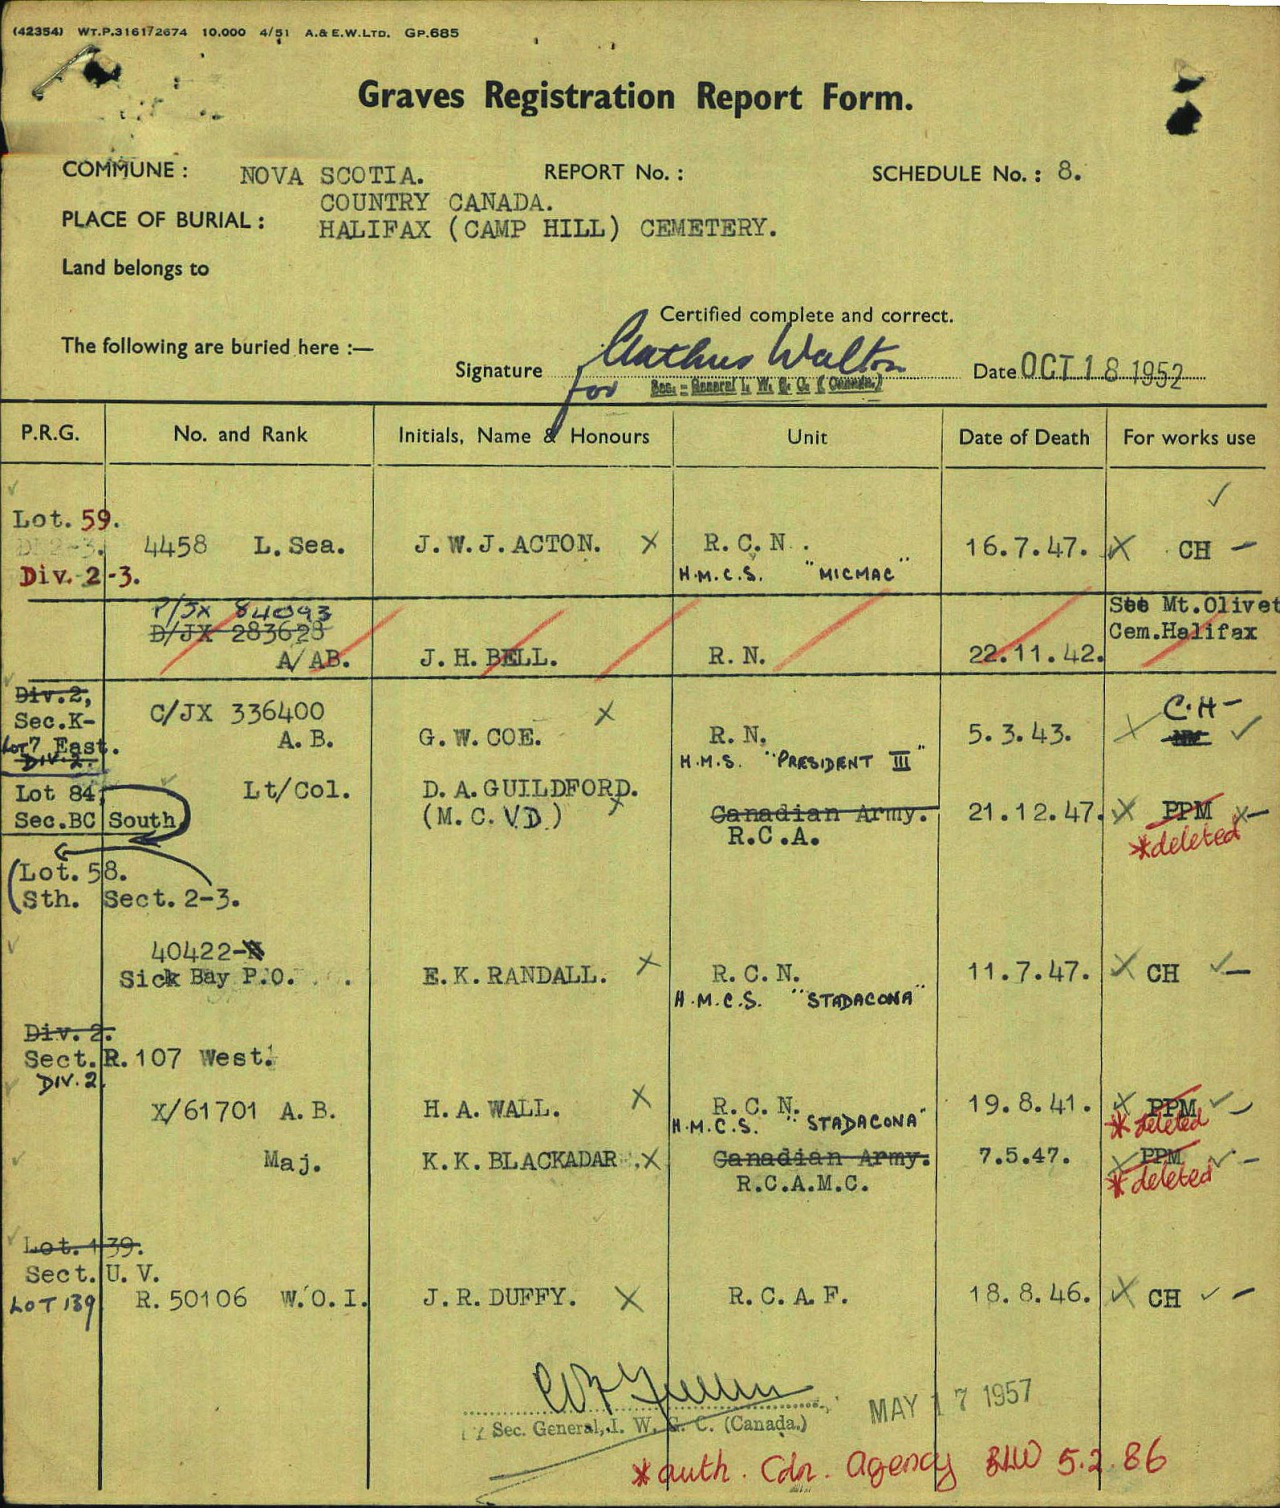 (42354) WT.P.316172674 10,000 4/51 A.& E.W.LTD. GP.685
Graves Registration Report Form.
COMMUNE : NOVA SCOTIA. REPORT No. : SCHEDULE No. : 8.
COUNTRY CANADA.
PLACE OF BURIAL : HALIFAX (CAMP HILL) CEMETERY.
Land belongs to
Certified complete and correct.
The following are buried here :—
Signature Walton Date OCT 18 1952
for Sec. - General I. W. G. C. (Canada.)
P.R.G. No. and Rank Initials, Name & Honours Unit Date of Death For works use
Lot. 59.
4458 L.Sea. J.W.J.ACTON. X R.C.N. 16.7.47. X CH –
Div. 2-3. H.M.C.S. "MICMAC"
P/JX 84093 See Mt.Olivet
D/JX 283628 Cem.Halifax
A/AB. J.H.BELL. R.N. 22.11.42.
Div.2,
Sec.K- C/JX 336400 X C.H –
Lot 7 East. A.B. G.W.COE. R.N. 5.3.43. X
DIV.2. H.M.S. "PRESIDENT III"
Lot 84, Lt/Col. D.A.GUILDFORD.
Sec.BC South (M.C. V.D.) X Canadian Army. 21.12.47. X PPM X–
R.C.A. *deleted
(Lot.58.
Sth. Sect.2-3.
40422-N
Sick Bay P.O. E.K.RANDALL. X R.C.N. 11.7.47. X CH –
H.M.C.S. "STADACONA"
Div. 2.
Sect.R.107 West.
DIV.2
X/61701 A.B. H.A.WALL. X R.C.N. 19.8.41. X PPM
H.M.C.S. "STADACONA" *deleted
Maj. K.K.BLACKADAR. X Canadian Army. 7.5.47. X PPM –
R.C.A.M.C. *deleted
Lot. 139.
Sect.U.V.
LOT 139 R.50106 W.O.I. J.R.DUFFY. X R.C.A.F. 18.8.46. X CH –
MAY 17 1957
Sec. General, I. W. G. C. (Canada.)
*auth. Cdn. Agency BLW 5.2.86